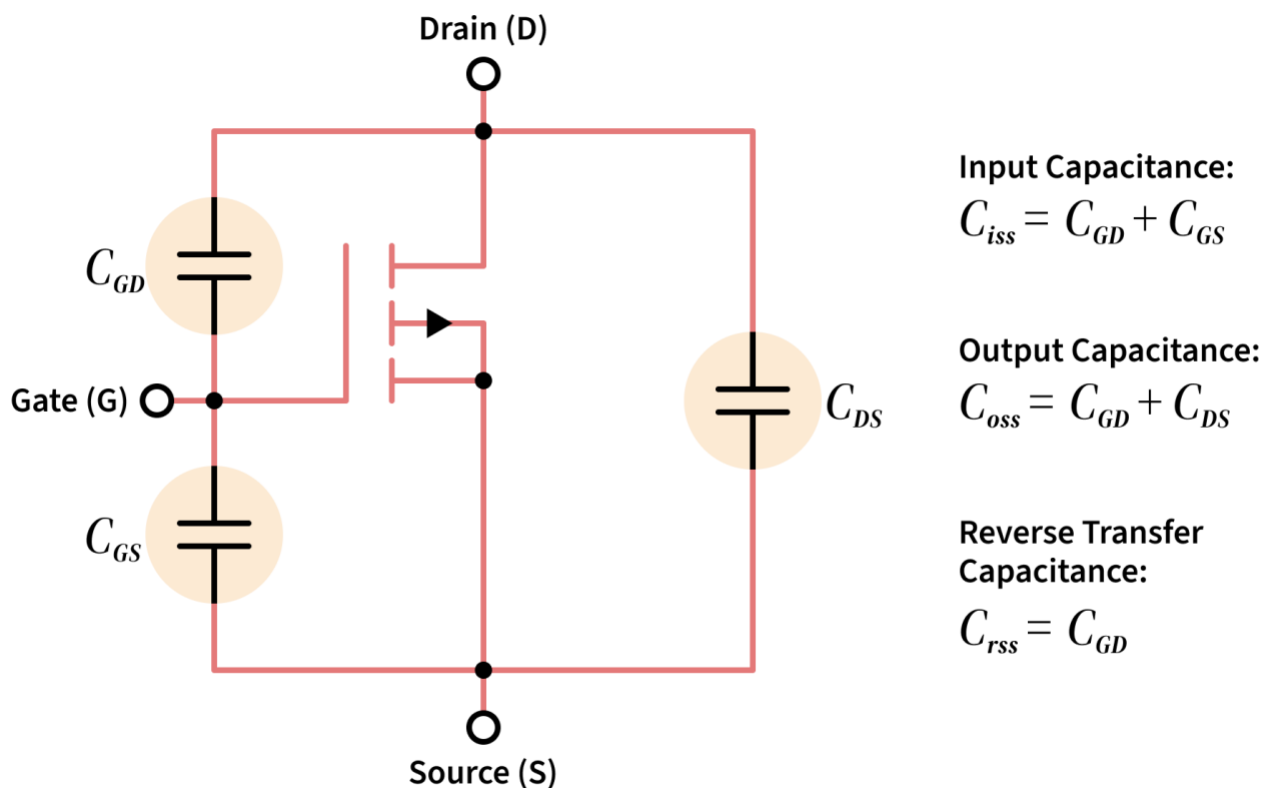 Drain (D)
C_GD
Gate (G)
C_GS
C_DS
Source (S)
Input Capacitance:
C_iss = C_GD + C_GS
Output Capacitance:
C_oss = C_GD + C_DS
Reverse Transfer
Capacitance:
C_rss = C_GD